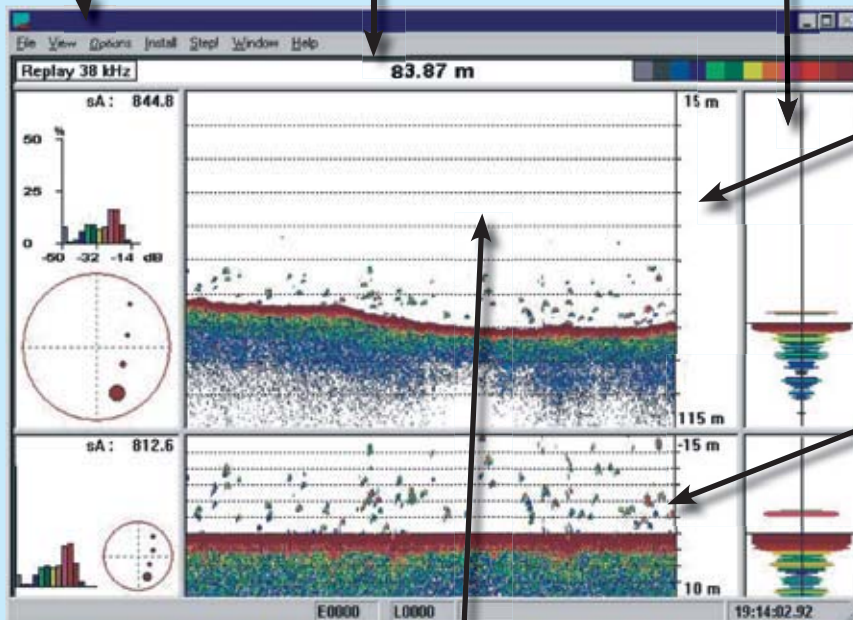 File View Options Install Step! Window Help
Replay 38 kHz
83.87 m
sA: 844.8
%
50
25
0
-50 -32 -14 dB
15 m
115 m
sA: 812.6
-15 m
10 m
E0000 L0000
19:14:02.92